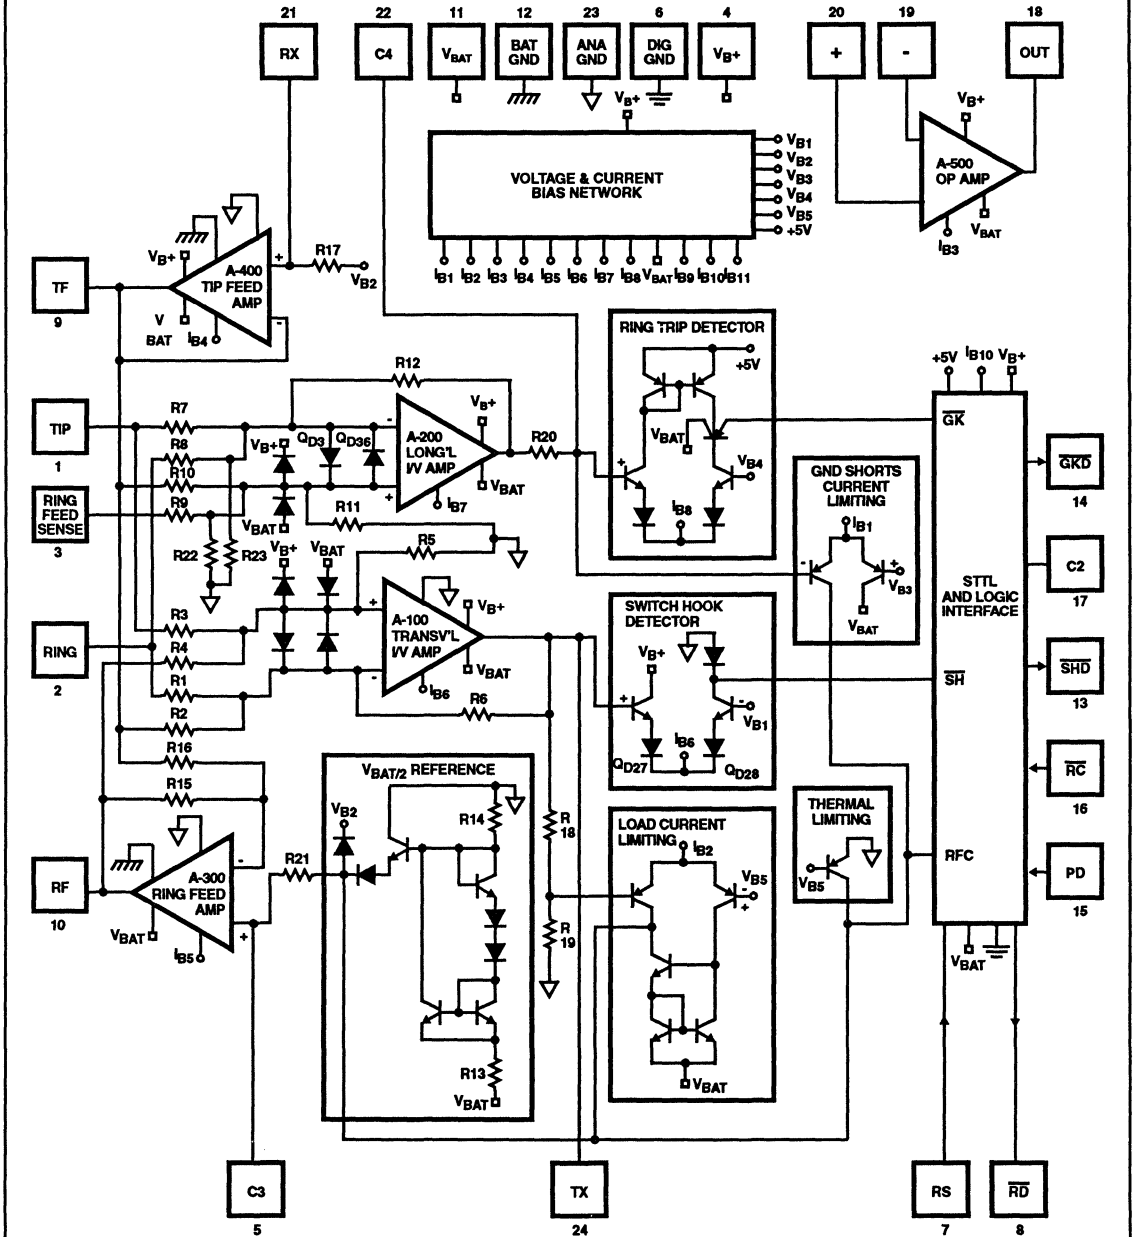 21 22 11 12 23 6 4 20 19 18
RX C4 VBAT BAT GND ANA GND DIG GND VB+ + - OUT
VB+
VOLTAGE & CURRENT
BIAS NETWORK
VB1
VB2
VB3
VB4
VB5
+5V
IB1 IB2 IB3 IB4 IB5 IB6 IB7 IB8 VBAT IB9 IB10 IB11
VB+
A-500
OP AMP
VBAT
IB3
VB+
A-400
TIP FEED
AMP
+
-
V
BAT
IB4
R17
VB2
TF
9
TIP
1
RING
FEED
SENSE
3
RING
2
RF
10
R7
R8
R10
R9
R22
R23
R12
VB+
QD3
QD36
VBAT
-
A-200
LONG'L
I/V AMP
+
VB+
VBAT
IB7
R20
R11
R5
VB+
VBAT
R3
R4
R1
R2
R16
R15
+
A-100
TRANSV'L
I/V AMP
-
VB+
VBAT
IB6
R6
RING TRIP DETECTOR
+5V
VBAT
+
VB4
IB8
GND SHORTS
CURRENT
LIMITING
IB1
-
+
VB3
VBAT
SWITCH HOOK
DETECTOR
VB+
+
-
VB1
IB6
QD27
QD28
VBAT/2 REFERENCE
VB2
R14
R13
VBAT
R
18
R
19
LOAD CURRENT
LIMITING
IB2
VB5
-
+
VBAT
THERMAL
LIMITING
VB5
-
A-300
RING FEED
AMP
+
VBAT
IB5
R21
+5V IB10 VB+
GK
STTL
AND LOGIC
INTERFACE
SH
RFC
VBAT
GKD
14
C2
17
SHD
13
RC
16
PD
15
C3
5
TX
24
RS
7
RD
8